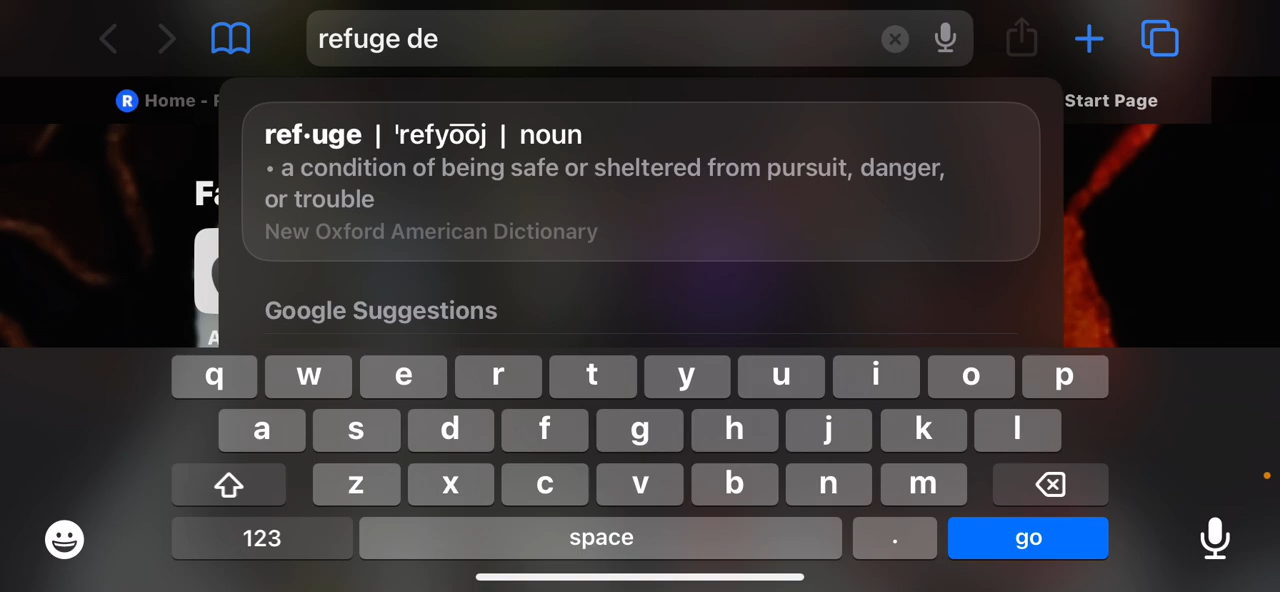 refuge de
R Home -
Start Page
ref·uge | ˈrefyo͞oj | noun
• a condition of being safe or sheltered from pursuit, danger,
or trouble
New Oxford American Dictionary
Google Suggestions
q w e r t y u i o p
a s d f g h j k l
z x c v b n m
123 space . go